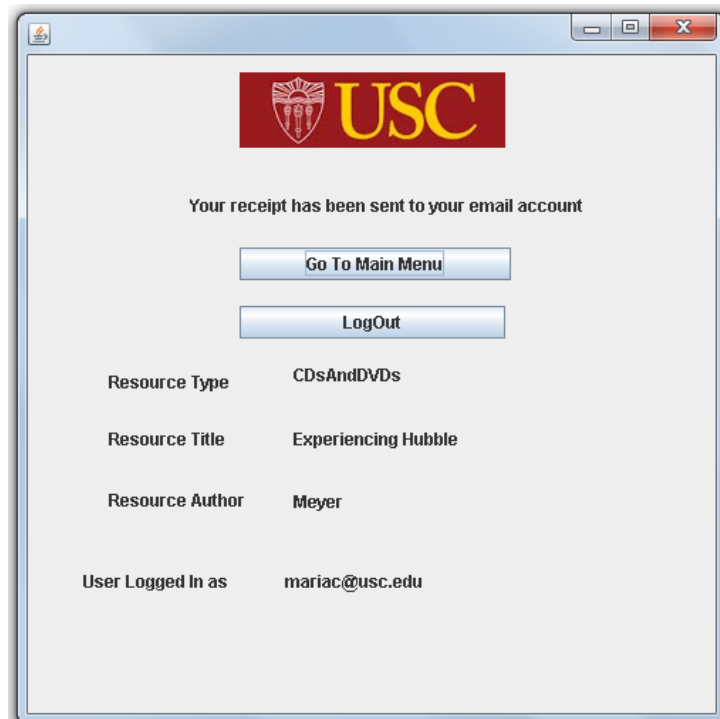 USC
Your receipt has been sent to your email account
Go To Main Menu
LogOut
Resource Type CDsAndDVDs
Resource Title Experiencing Hubble
Resource Author Meyer
User Logged In as mariac@usc.edu